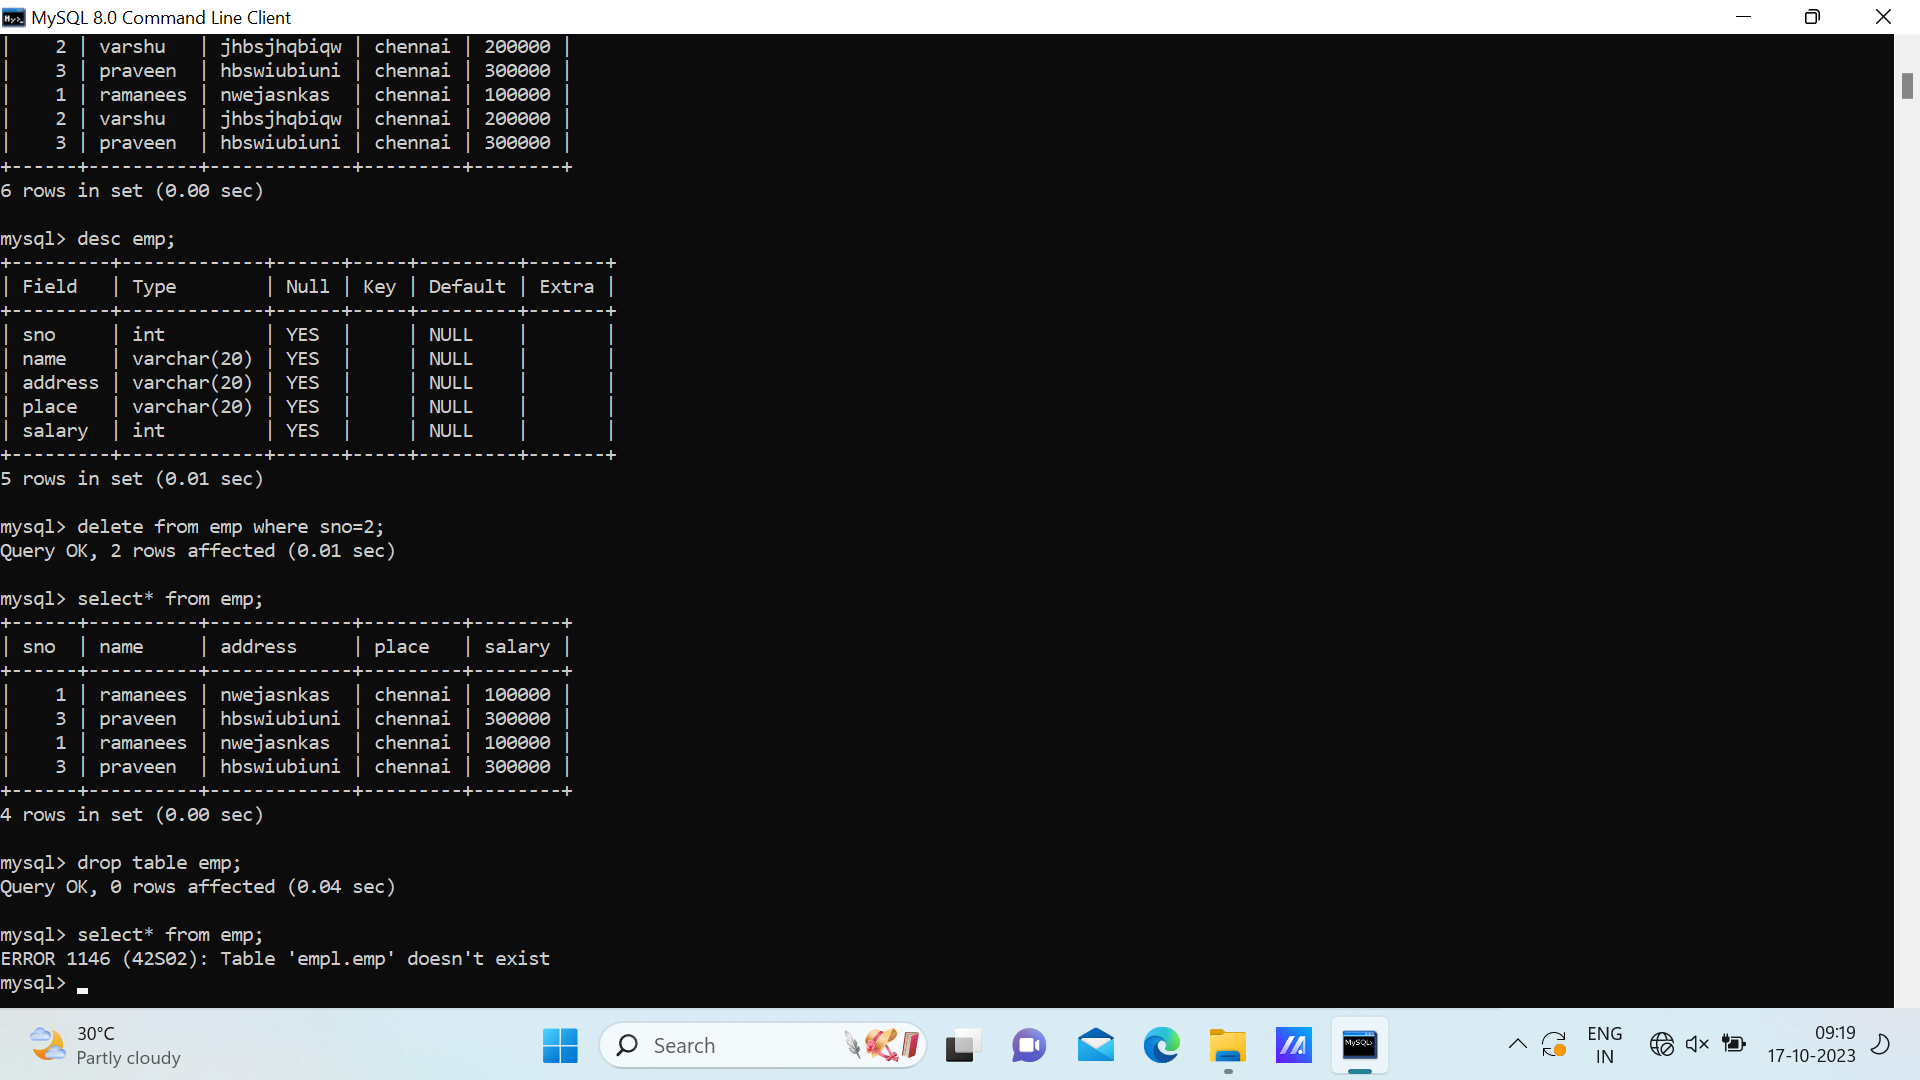 MySQL 8.0 Command Line Client
|    2 | varshu   | jhbsjhqbiqw | chennai | 200000 |
|    3 | praveen  | hbswiubiuni | chennai | 300000 |
|    1 | ramanees | nwejasnkas  | chennai | 100000 |
|    2 | varshu   | jhbsjhqbiqw | chennai | 200000 |
|    3 | praveen  | hbswiubiuni | chennai | 300000 |
+------+----------+-------------+---------+--------+
6 rows in set (0.00 sec)
mysql> desc emp;
+---------+-------------+------+-----+---------+-------+
| Field   | Type        | Null | Key | Default | Extra |
+---------+-------------+------+-----+---------+-------+
| sno     | int         | YES  |     | NULL    |       |
| name    | varchar(20) | YES  |     | NULL    |       |
| address | varchar(20) | YES  |     | NULL    |       |
| place   | varchar(20) | YES  |     | NULL    |       |
| salary  | int         | YES  |     | NULL    |       |
+---------+-------------+------+-----+---------+-------+
5 rows in set (0.01 sec)
mysql> delete from emp where sno=2;
Query OK, 2 rows affected (0.01 sec)
mysql> select* from emp;
+------+----------+-------------+---------+--------+
| sno  | name     | address     | place   | salary |
+------+----------+-------------+---------+--------+
|    1 | ramanees | nwejasnkas  | chennai | 100000 |
|    3 | praveen  | hbswiubiuni | chennai | 300000 |
|    1 | ramanees | nwejasnkas  | chennai | 100000 |
|    3 | praveen  | hbswiubiuni | chennai | 300000 |
+------+----------+-------------+---------+--------+
4 rows in set (0.00 sec)
mysql> drop table emp;
Query OK, 0 rows affected (0.04 sec)
mysql> select* from emp;
ERROR 1146 (42S02): Table 'empl.emp' doesn't exist
mysql> _
30°C
Partly cloudy
Search
MySQL>
ENG
IN
09:19
17-10-2023